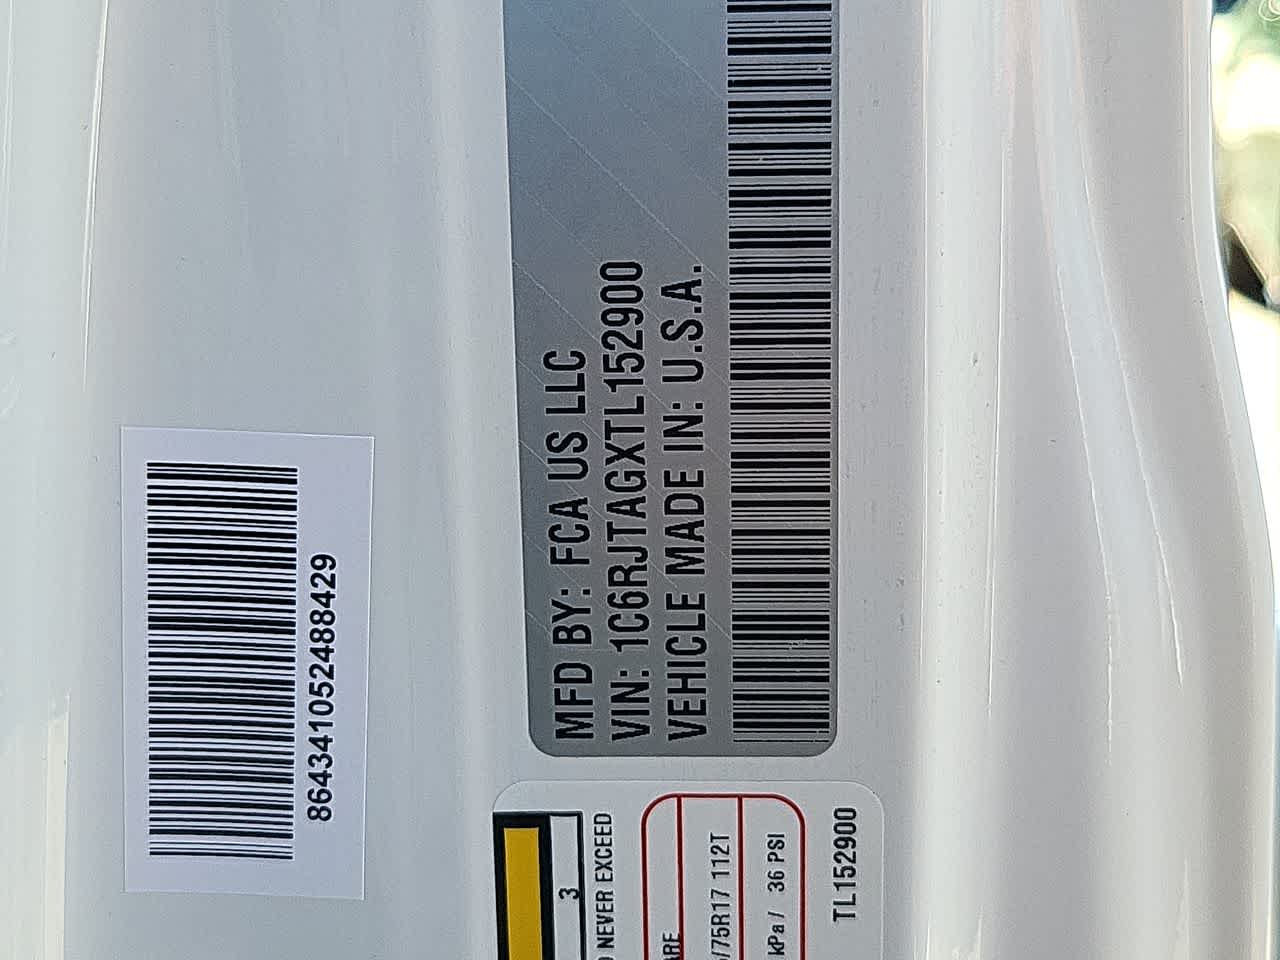 864341052488429
MFD BY: FCA US LLC
VIN: 1C6RJTAGXTL152900
VEHICLE MADE IN: U.S.A.
3
NEVER EXCEED
/75R17 112T
kPa / 36 PSI
TL152900